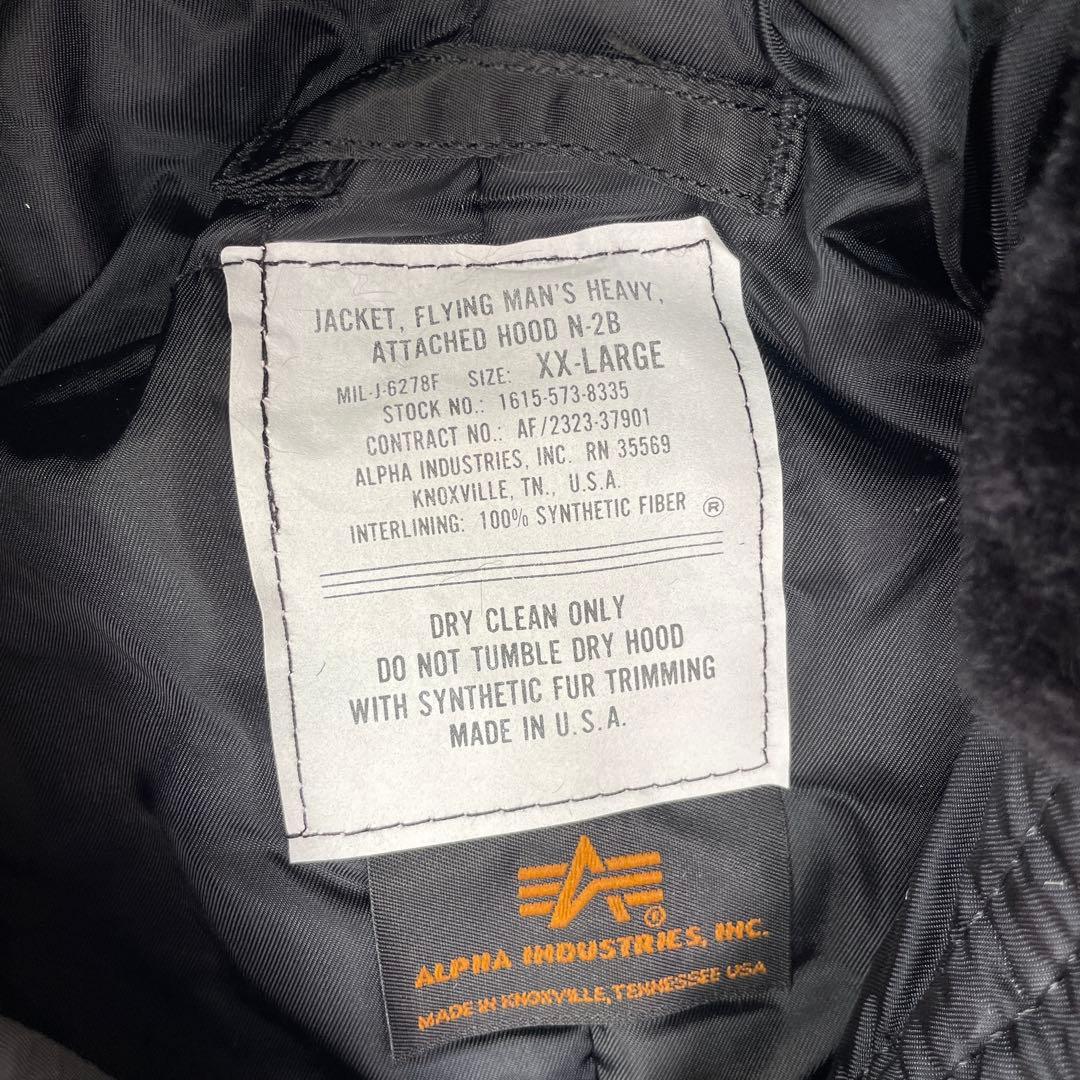 JACKET, FLYING MAN'S HEAVY,
ATTACHED HOOD N-2B
MIL-J-6278F SIZE: XX-LARGE
STOCK NO.: 1615-573-8335
CONTRACT NO.: AF/2323-37901
ALPHA INDUSTRIES, INC. RN 35569
KNOXVILLE, TN., U.S.A.
INTERLINING: 100% SYNTHETIC FIBER ®
DRY CLEAN ONLY
DO NOT TUMBLE DRY HOOD
WITH SYNTHETIC FUR TRIMMING
MADE IN U.S.A.
®
ALPHA INDUSTRIES, INC.
MADE IN KNOXVILLE, TENNESSEE USA